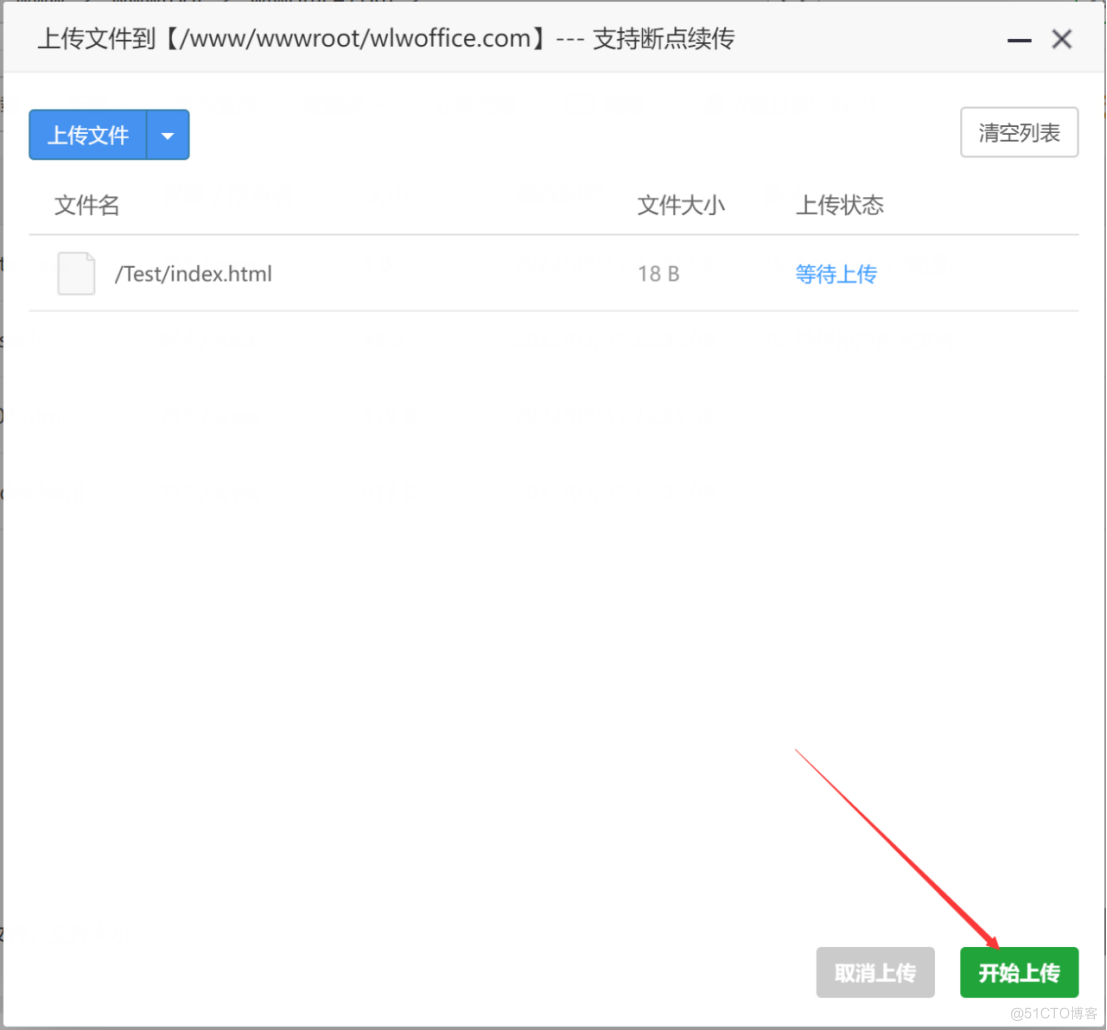 上传文件到【/www/wwwroot/wlwoffice.com】--- 支持断点续传
上传文件
清空列表
文件名 文件大小 上传状态
/Test/index.html 18 B 等待上传
取消上传 开始上传
@51CTO博客